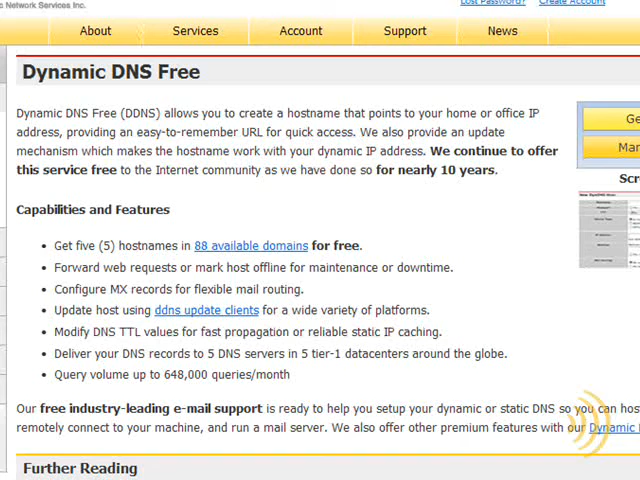 c Network Services Inc.
Lost Password? Create Account
About Services Account Support News
Dynamic DNS Free
Dynamic DNS Free (DDNS) allows you to create a hostname that points to your home or office IP
address, providing an easy-to-remember URL for quick access. We also provide an update
mechanism which makes the hostname work with your dynamic IP address. We continue to offer
this service free to the Internet community as we have done so for nearly 10 years.
Ge
Mar
Scr
Capabilities and Features
• Get five (5) hostnames in 88 available domains for free.
• Forward web requests or mark host offline for maintenance or downtime.
• Configure MX records for flexible mail routing.
• Update host using ddns update clients for a wide variety of platforms.
• Modify DNS TTL values for fast propagation or reliable static IP caching.
• Deliver your DNS records to 5 DNS servers in 5 tier-1 datacenters around the globe.
• Query volume up to 648,000 queries/month
Our free industry-leading e-mail support is ready to help you setup your dynamic or static DNS so you can host
remotely connect to your machine, and run a mail server. We also offer other premium features with our Dynamic
Further Reading